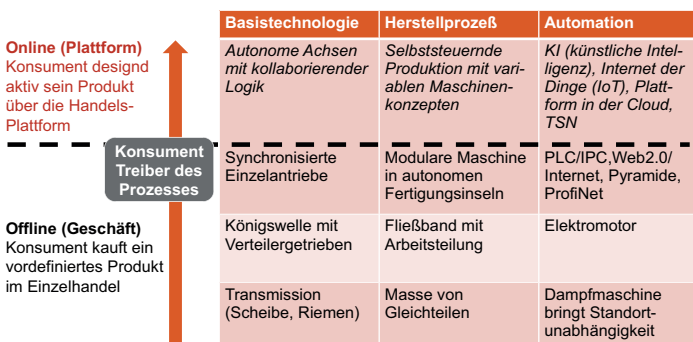 Basistechnologie Herstellprozeß Automation
Online (Plattform)
Konsument designd
aktiv sein Produkt
über die Handels-
Plattform
Autonome Achsen
mit kollaborierender
Logik
Selbststeuernde
Produktion mit vari-
ablen Maschinen-
konzepten
KI (künstliche Intel-
ligenz), Internet der
Dinge (IoT), Platt-
form in der Cloud,
TSN
Konsument
Treiber des
Prozesses
Synchronisierte
Einzelantriebe
Modulare Maschine
in autonomen
Fertigungsinseln
PLC/IPC,Web2.0/
Internet, Pyramide,
ProfiNet
Offline (Geschäft)
Konsument kauft ein
vordefiniertes Produkt
im Einzelhandel
Königswelle mit
Verteilergetrieben
Fließband mit
Arbeitsteilung
Elektromotor
Transmission
(Scheibe, Riemen)
Masse von
Gleichteilen
Dampfmaschine
bringt Standort-
unabhängigkeit